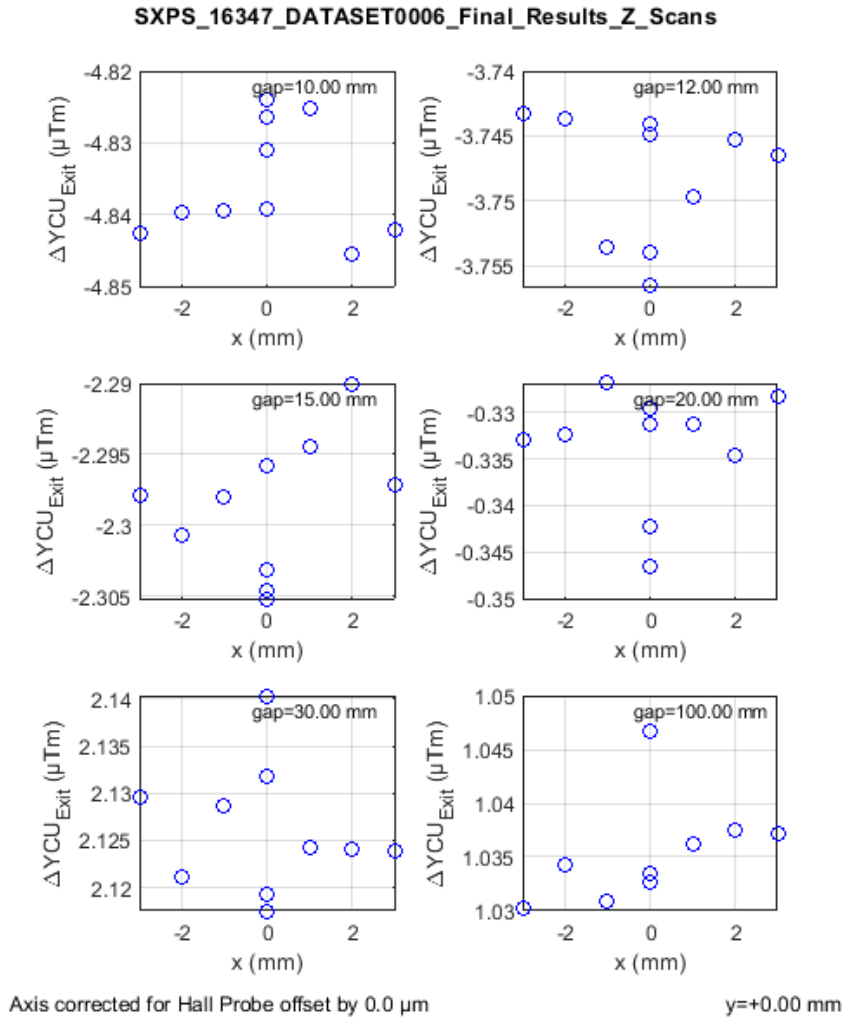 SXPS_16347_DATASET0006_Final_Results_Z_Scans
-4.82
-4.83
-4.84
-4.85
ΔYCU_Exit (μTm)
gap=10.00 mm
-2 0 2
x (mm)
-3.74
-3.745
-3.75
-3.755
ΔYCU_Exit (μTm)
gap=12.00 mm
-2 0 2
x (mm)
-2.29
-2.295
-2.3
-2.305
ΔYCU_Exit (μTm)
gap=15.00 mm
-2 0 2
x (mm)
-0.33
-0.335
-0.34
-0.345
-0.35
ΔYCU_Exit (μTm)
gap=20.00 mm
-2 0 2
x (mm)
2.14
2.135
2.13
2.125
2.12
ΔYCU_Exit (μTm)
gap=30.00 mm
-2 0 2
x (mm)
1.05
1.045
1.04
1.035
1.03
ΔYCU_Exit (μTm)
gap=100.00 mm
-2 0 2
x (mm)
Axis corrected for Hall Probe offset by 0.0 μm
y=+0.00 mm